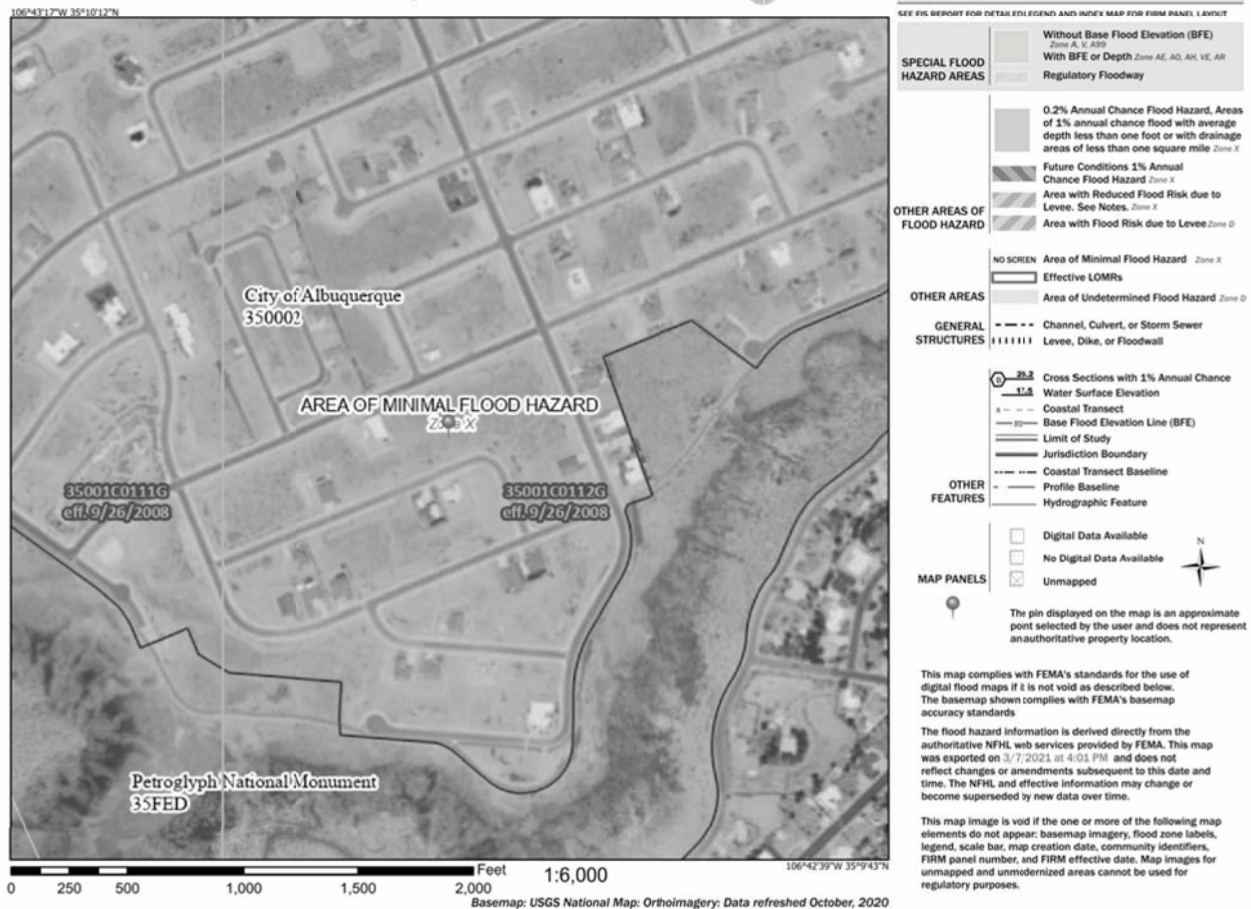 106°43'17"W 35°10'12"N
City of Albuquerque
350002
AREA OF MINIMAL FLOOD HAZARD
Zone X
35001C0111G
eff. 9/26/2008
35001C0112G
eff. 9/26/2008
Petroglyph National Monument
35FED
106°42'39"W 35°9'43"N
0 250 500 1,000 1,500 2,000 Feet 1:6,000
Basemap: USGS National Map: Orthoimagery: Data refreshed October, 2020
SEE FIS REPORT FOR DETAILED LEGEND AND INDEX MAP FOR FIRM PANEL LAYOUT
SPECIAL FLOOD
HAZARD AREAS
Without Base Flood Elevation (BFE)
Zone A, V, A99
With BFE or Depth Zone AE, AO, AH, VE, AR
Regulatory Floodway
OTHER AREAS OF
FLOOD HAZARD
0.2% Annual Chance Flood Hazard, Areas
of 1% annual chance flood with average
depth less than one foot or with drainage
areas of less than one square mile Zone X
Future Conditions 1% Annual
Chance Flood Hazard Zone X
Area with Reduced Flood Risk due to
Levee. See Notes. Zone X
Area with Flood Risk due to Levee Zone D
OTHER AREAS
NO SCREEN Area of Minimal Flood Hazard Zone X
Effective LOMRs
Area of Undetermined Flood Hazard Zone D
GENERAL
STRUCTURES
Channel, Culvert, or Storm Sewer
Levee, Dike, or Floodwall
OTHER
FEATURES
B 20.2 Cross Sections with 1% Annual Chance
17.5 Water Surface Elevation
8 Coastal Transect
Base Flood Elevation Line (BFE)
Limit of Study
Jurisdiction Boundary
Coastal Transect Baseline
Profile Baseline
Hydrographic Feature
MAP PANELS
Digital Data Available
No Digital Data Available
Unmapped
N
The pin displayed on the map is an approximate
point selected by the user and does not represent
an authoritative property location.
This map complies with FEMA's standards for the use of
digital flood maps if it is not void as described below.
The basemap shown complies with FEMA's basemap
accuracy standards
The flood hazard information is derived directly from the
authoritative NFHL web services provided by FEMA. This map
was exported on 3/7/2021 at 4:01 PM and does not
reflect changes or amendments subsequent to this date and
time. The NFHL and effective information may change or
become superseded by new data over time.
This map image is void if the one or more of the following map
elements do not appear: basemap imagery, flood zone labels,
legend, scale bar, map creation date, community identifiers,
FIRM panel number, and FIRM effective date. Map images for
unmapped and unmodernized areas cannot be used for
regulatory purposes.